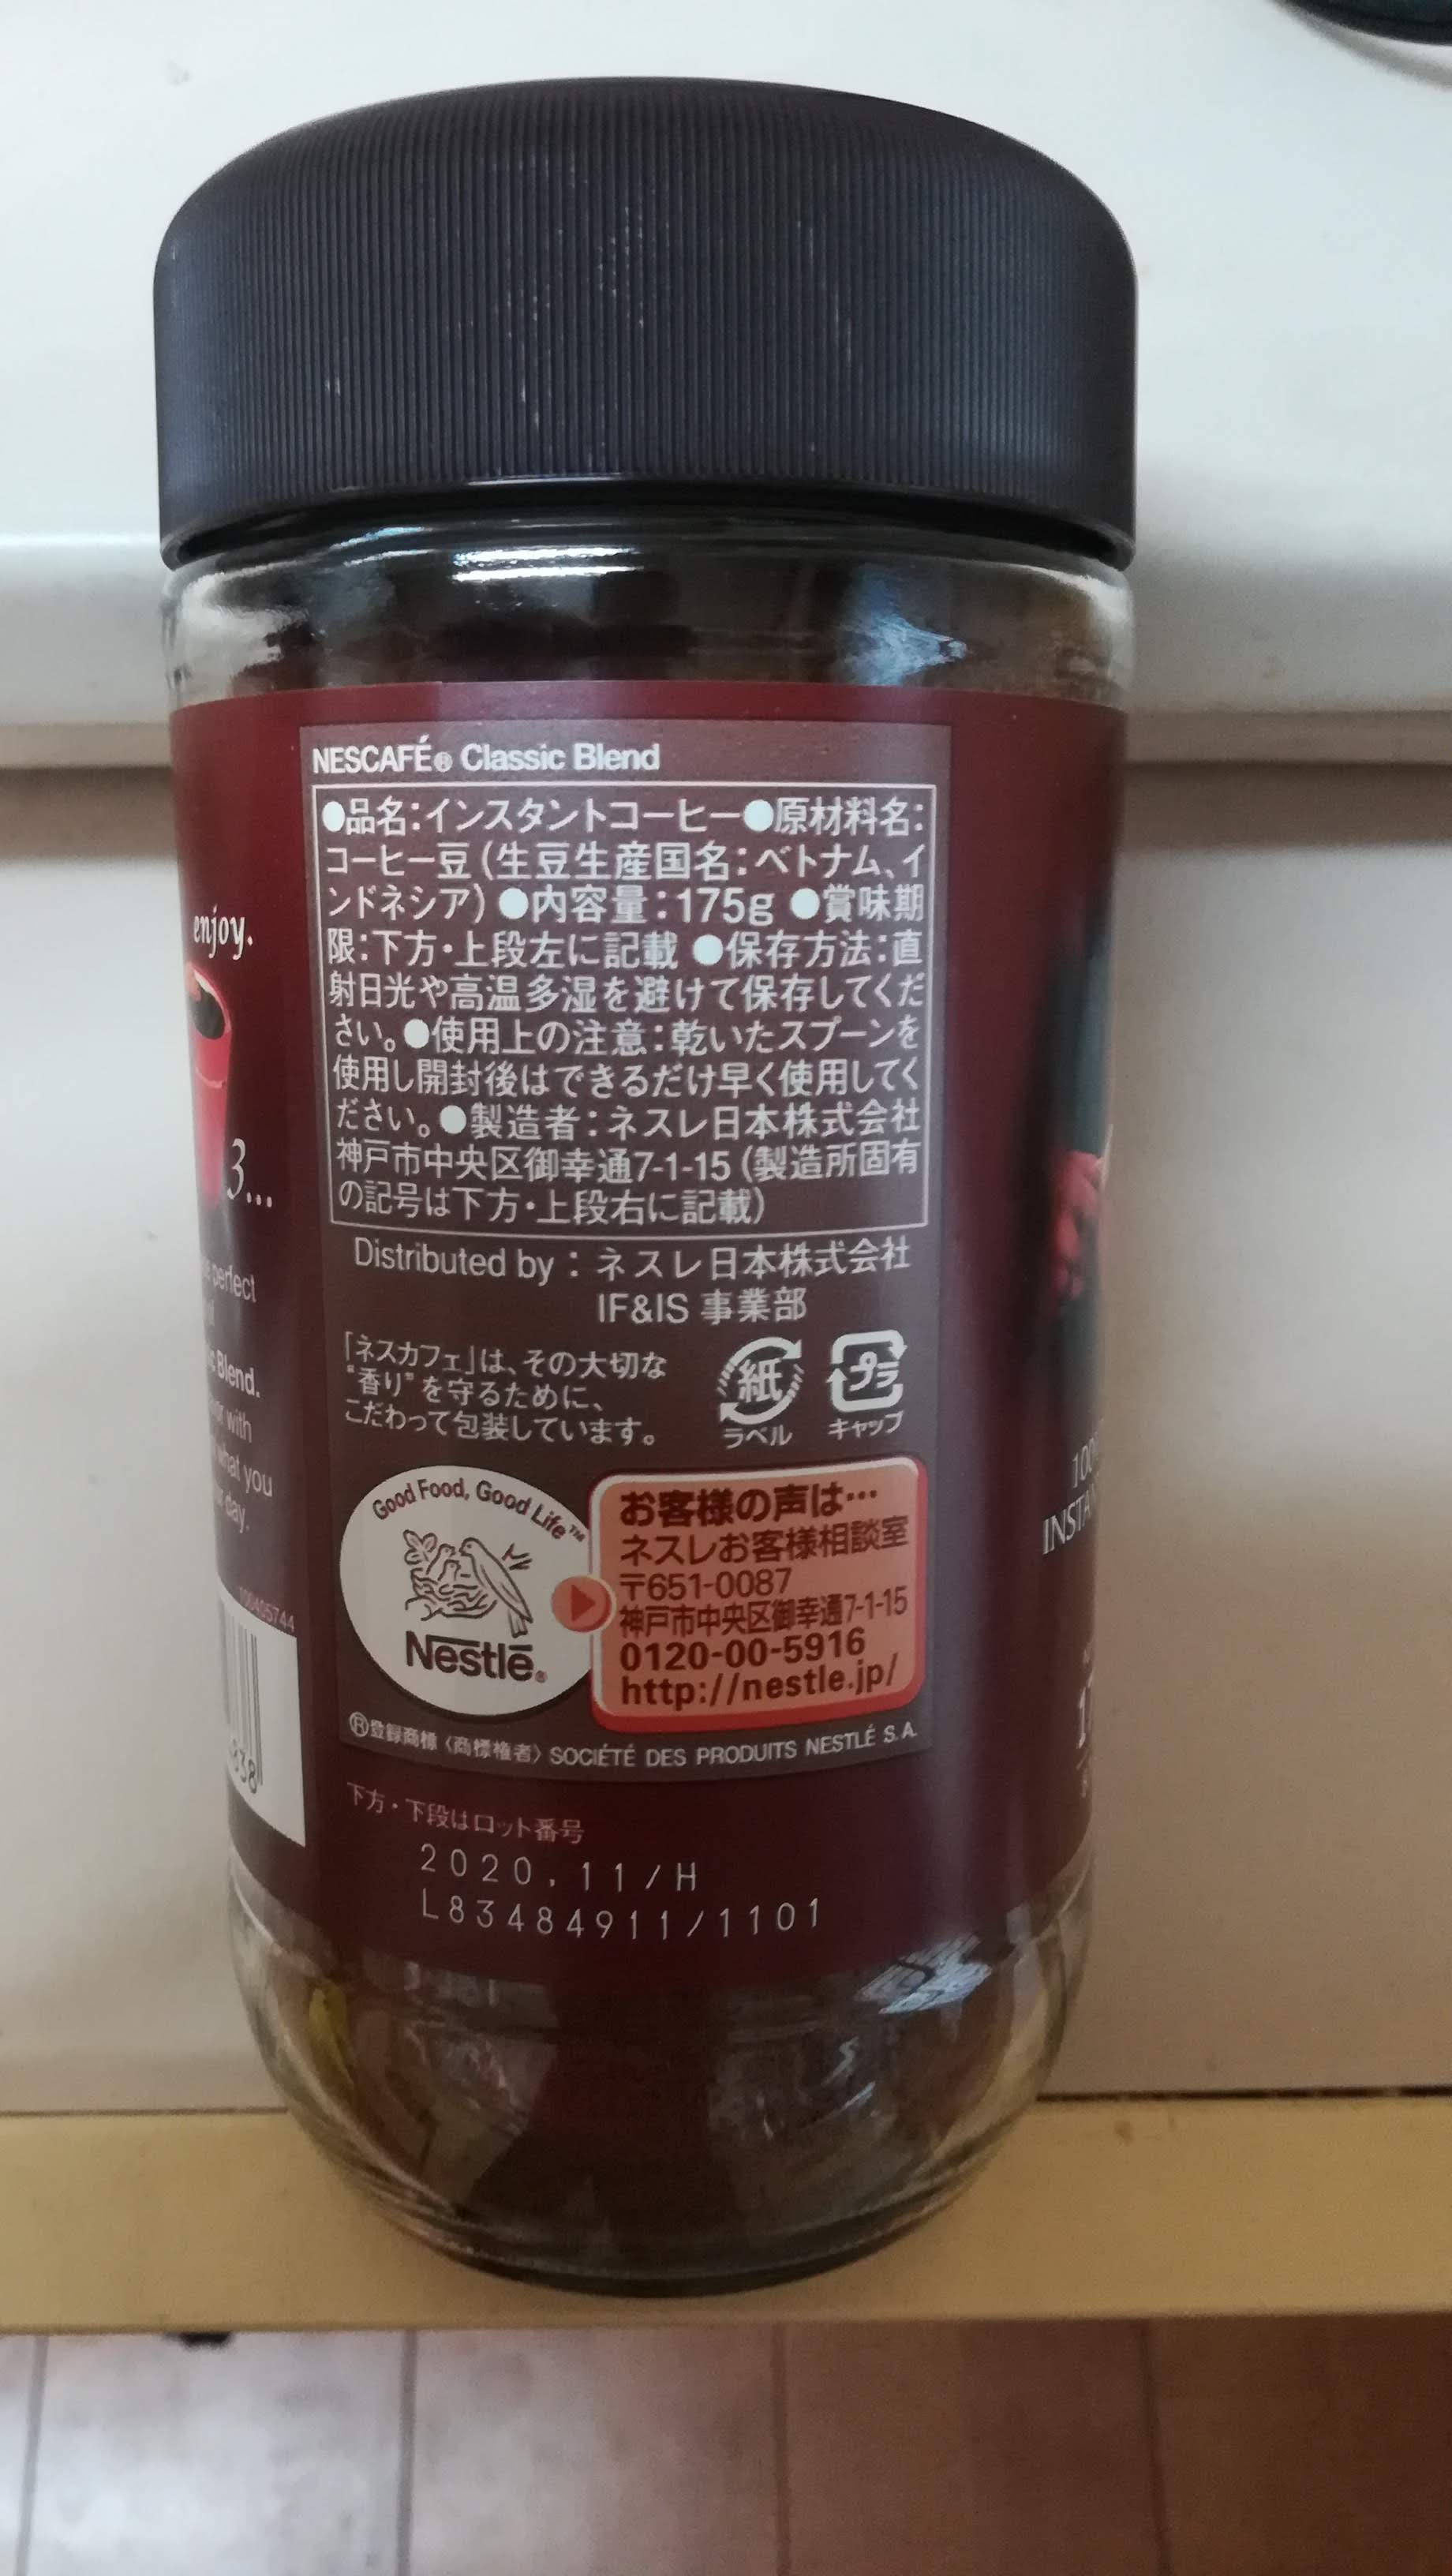 NESCAFÉ® Classic Blend
●品名:インスタントコーヒー●原材料名:
コーヒー豆(生豆生産国名:ベトナム、イ
ンドネシア)●内容量:175g ●賞味期
限:下方・上段左に記載 ●保存方法:直
射日光や高温多湿を避けて保存してくだ
さい。●使用上の注意:乾いたスプーンを
使用し開封後はできるだけ早く使用してく
ださい。●製造者:ネスレ日本株式会社
神戸市中央区御幸通7-1-15(製造所固有
の記号は下方・上段右に記載)
Distributed by : ネスレ日本株式会社
IF&IS 事業部
「ネスカフェ」は、その大切な
"香り"を守るために、
こだわって包装しています。
紙
ラベル
プラ
キャップ
Good Food, Good Life™
Nestlé®
お客様の声は…
ネスレお客様相談室
〒651-0087
神戸市中央区御幸通7-1-15
0120-00-5916
http://nestle.jp/
®登録商標〈商標権者〉SOCIÉTÉ DES PRODUITS NESTLÉ S.A.
下方・下段はロット番号
2020.11/H
L83484911/1101
enjoy.
3...
perfect
Blend.
with
what you
day.
838